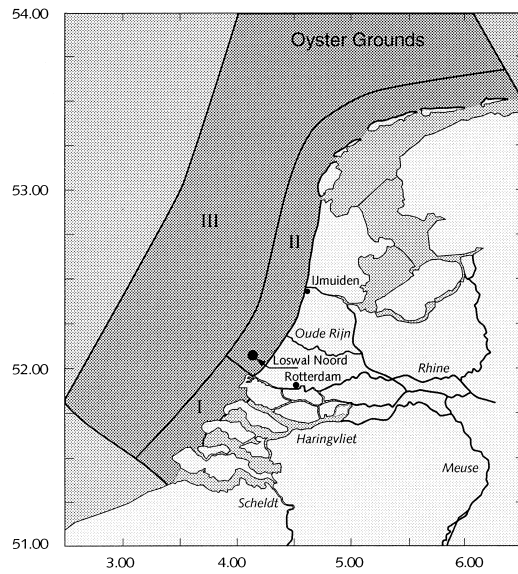 54.00
Oyster Grounds
53.00
III
II
IJmuiden
Oude Rijn
Loswal Noord
52.00
Rhine
Rotterdam
I
Haringvliet
Meuse
Scheldt
51.00
3.00
4.00
5.00
6.00